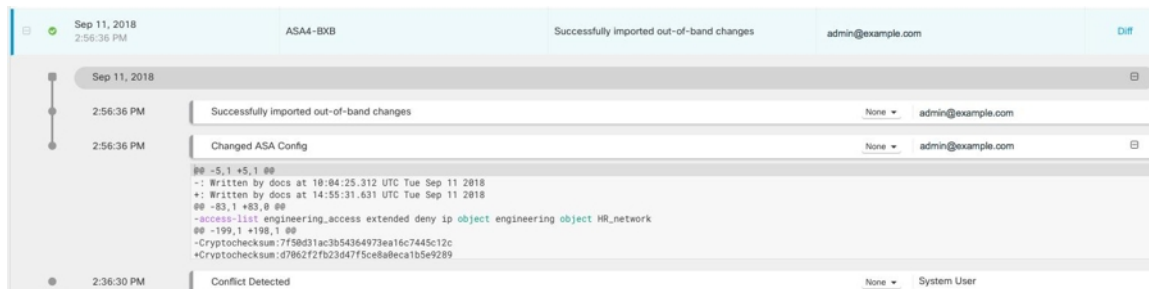 Sep 11, 2018
2:56:36 PM
ASA4-BXB
Successfully imported out-of-band changes
admin@example.com
Diff
Sep 11, 2018
2:56:36 PM Successfully imported out-of-band changes None admin@example.com
2:56:36 PM Changed ASA Config None admin@example.com
@@ -5,1 +5,1 @@
-: Written by docs at 10:04:25.312 UTC Tue Sep 11 2018
+: Written by docs at 14:55:31.631 UTC Tue Sep 11 2018
@@ -83,1 +83,0 @@
-access-list engineering_access extended deny ip object engineering object HR_network
@@ -199,1 +198,1 @@
-Cryptochecksum:7f50d31ac3b54364973ea16c7445c12c
+Cryptochecksum:d7062f2fb23d47f5ce8a0eca1b5e9289
2:36:30 PM Conflict Detected None System User